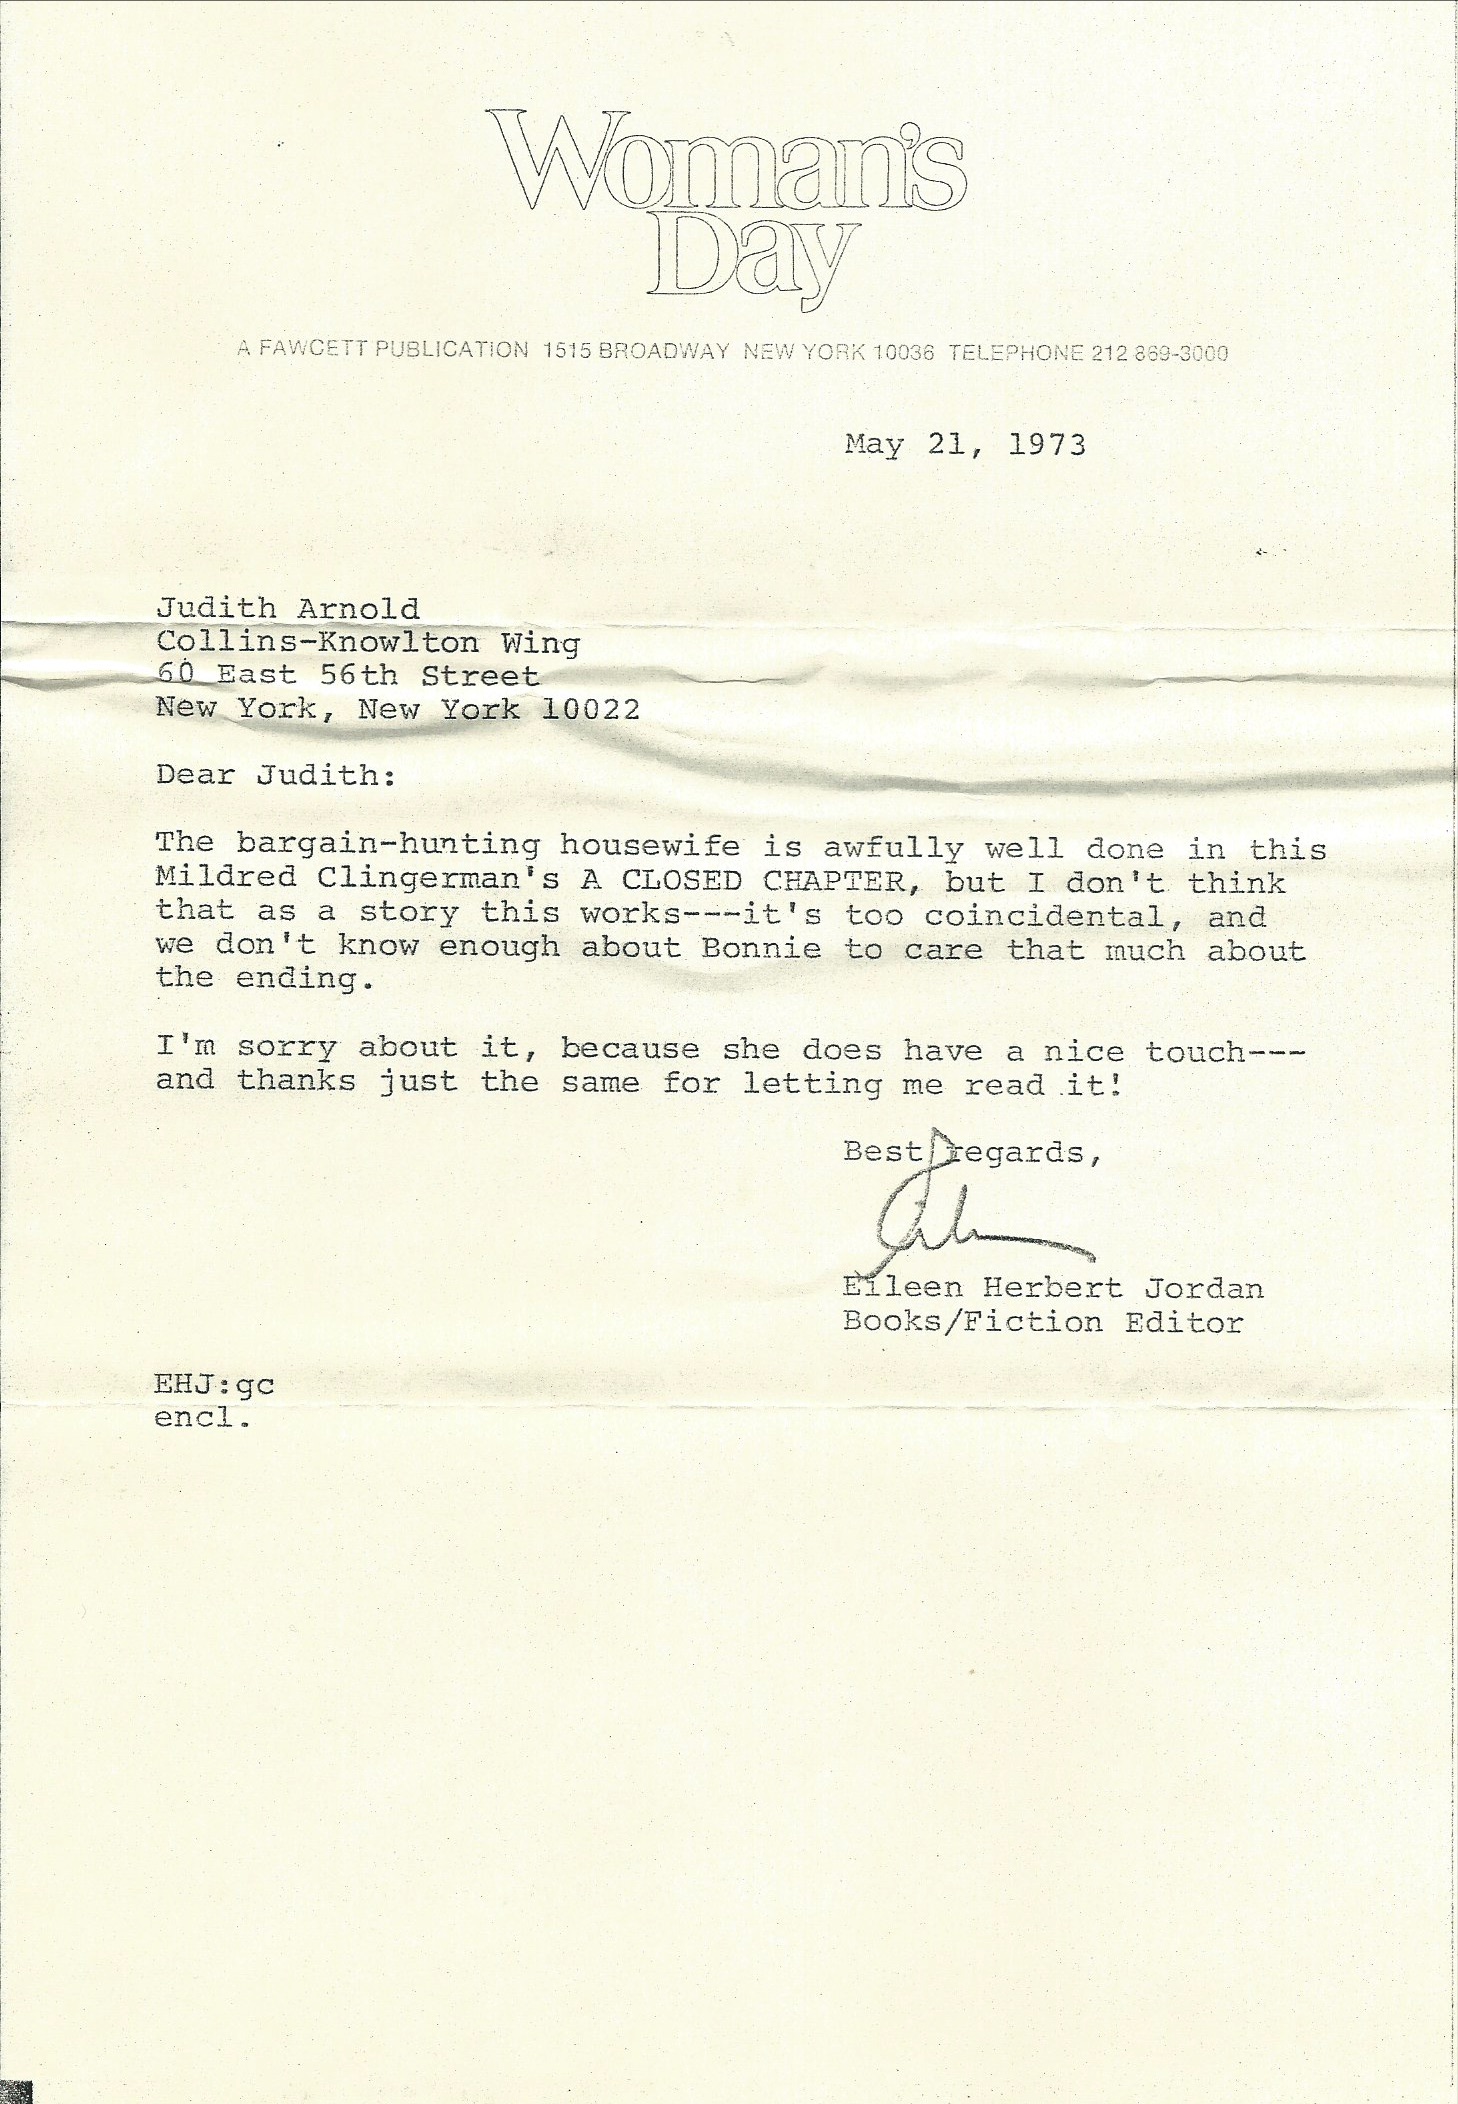 Woman's
Day
A FAWCETT PUBLICATION 1515 BROADWAY NEW YORK 10036 TELEPHONE 212 869-3000
May 21, 1973
Judith Arnold
Collins-Knowlton Wing
60 East 56th Street
New York, New York 10022
Dear Judith:
The bargain-hunting housewife is awfully well done in this
Mildred Clingerman's A CLOSED CHAPTER, but I don't think
that as a story this works---it's too coincidental, and
we don't know enough about Bonnie to care that much about
the ending.
I'm sorry about it, because she does have a nice touch---
and thanks just the same for letting me read it!
Best regards,
Eileen Herbert Jordan
Books/Fiction Editor
EHJ:gc
encl.